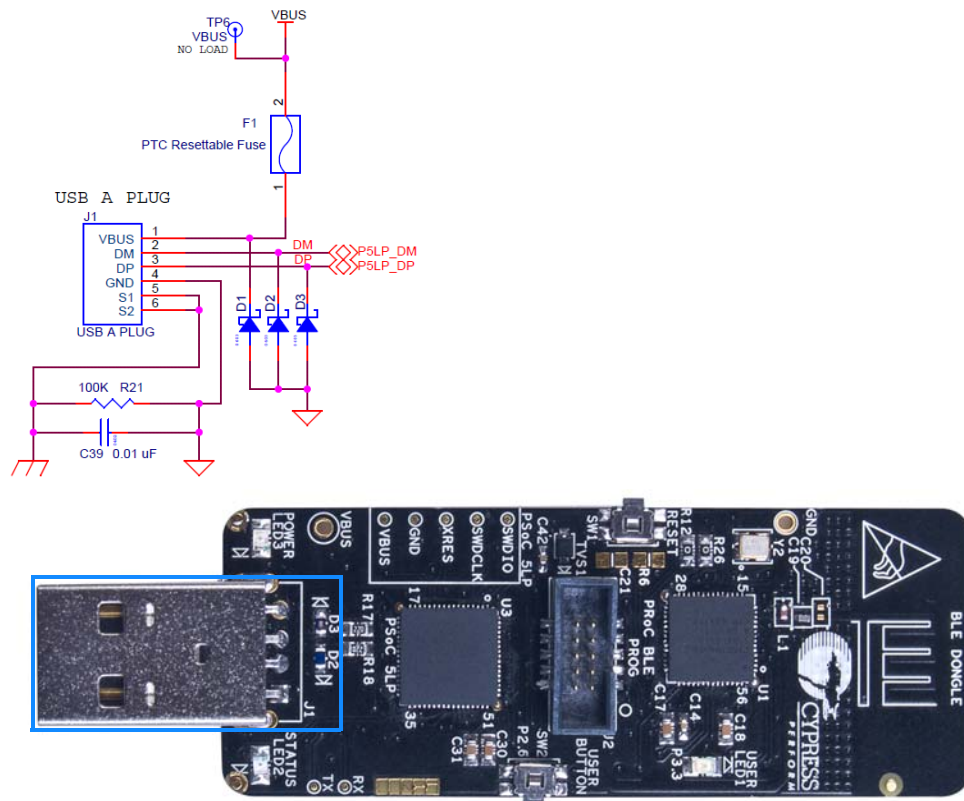 VBUS
TP6
VBUS
NO LOAD
2
F1
PTC Resettable Fuse
1
USB A PLUG
J1
VBUS 1
DM 2
DP 3
GND 4
S1 5
S2 6
USB A PLUG
DM P5LP_DM
DP P5LP_DP
D1
D2
D3
100K R21
C39 0.01 uF
POWER
LED3
VBUS
VBUS
GND
XRES
SWDCLK
SWDIO
PSoC 5LP
C42
TVS1
SW1
RESET
R12
R26
C21
R6
28
Y2
15
GND
C19
C20
L1
BLE DONGLE
D3
D2
J1
R17
R18
17
U3
PSoC 5LP
35
51
PRoC BLE
PROG
J2
U1
56
C17
C14
C18
CYPRESS
PERFORM
STATUS
LED2
TX
RX
C31
C30
P2.6
SW2
USER
BUTTON
P3.3
USER
LED1